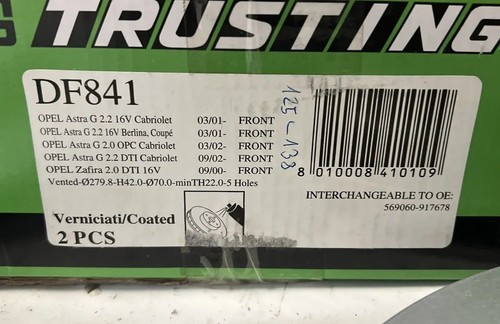 G TRUSTING
DF841
OPEL Astra G 2.2 16V Cabriolet 03/01- FRONT
OPEL Astra G 2.2 16V Berlina, Coupé 03/01- FRONT
OPEL Astra G 2.0 OPC Cabriolet 03/02- FRONT
OPEL Astra G 2.2 DTI Cabriolet 09/02- FRONT
OPEL Zafira 2.0 DTI 16V 09/00- FRONT
Vented-Ø279.8-H42.0-Ø70.0-minTH22.0-5 Holes
125-138
8 010008 410109
INTERCHANGEABLE TO OE:
569060-917678
Verniciati/Coated
2 PCS